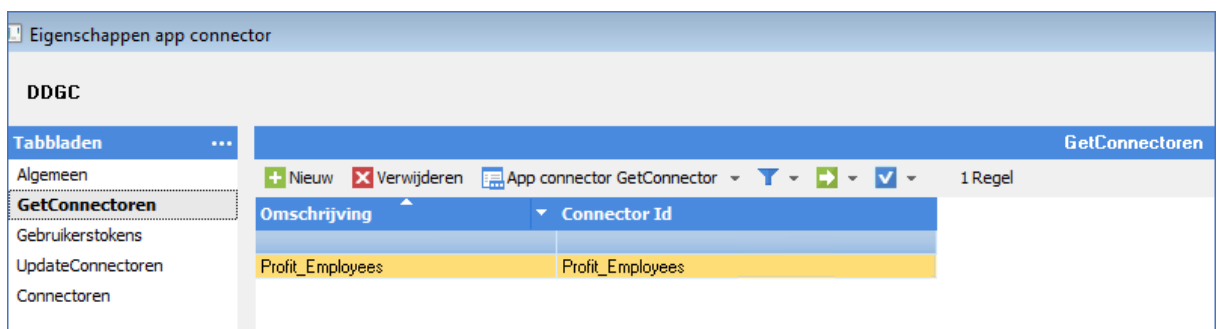 Eigenschappen app connector
DDGC
Tabbladen ...
GetConnectoren
Algemeen
Nieuw Verwijderen App connector GetConnector 1 Regel
GetConnectoren
Omschrijving Connector Id
Gebruikerstokens
UpdateConnectoren
Profit_Employees Profit_Employees
Connectoren